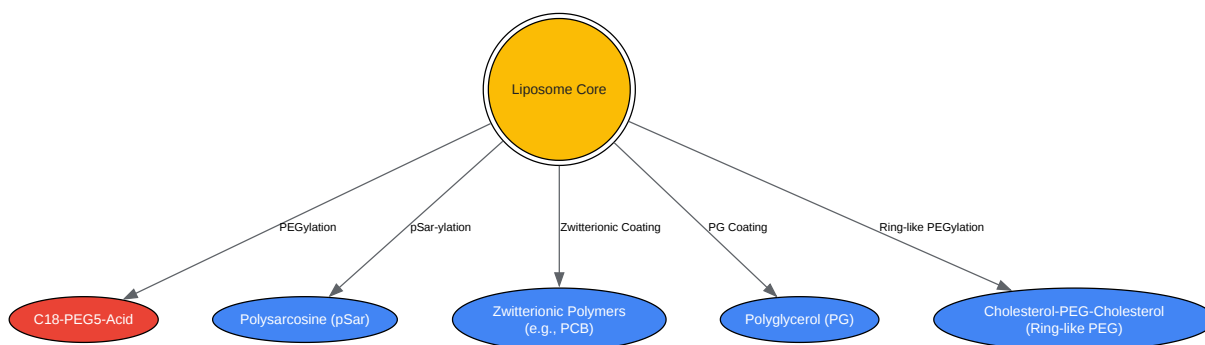 Liposome Core
PEGylation
pSar-ylation
Zwitterionic Coating
PG Coating
Ring-like PEGylation
C18-PEG5-Acid
Polysarcosine (pSar)
Zwitterionic Polymers
(e.g., PCB)
Polyglycerol (PG)
Cholesterol-PEG-Cholesterol
(Ring-like PEG)